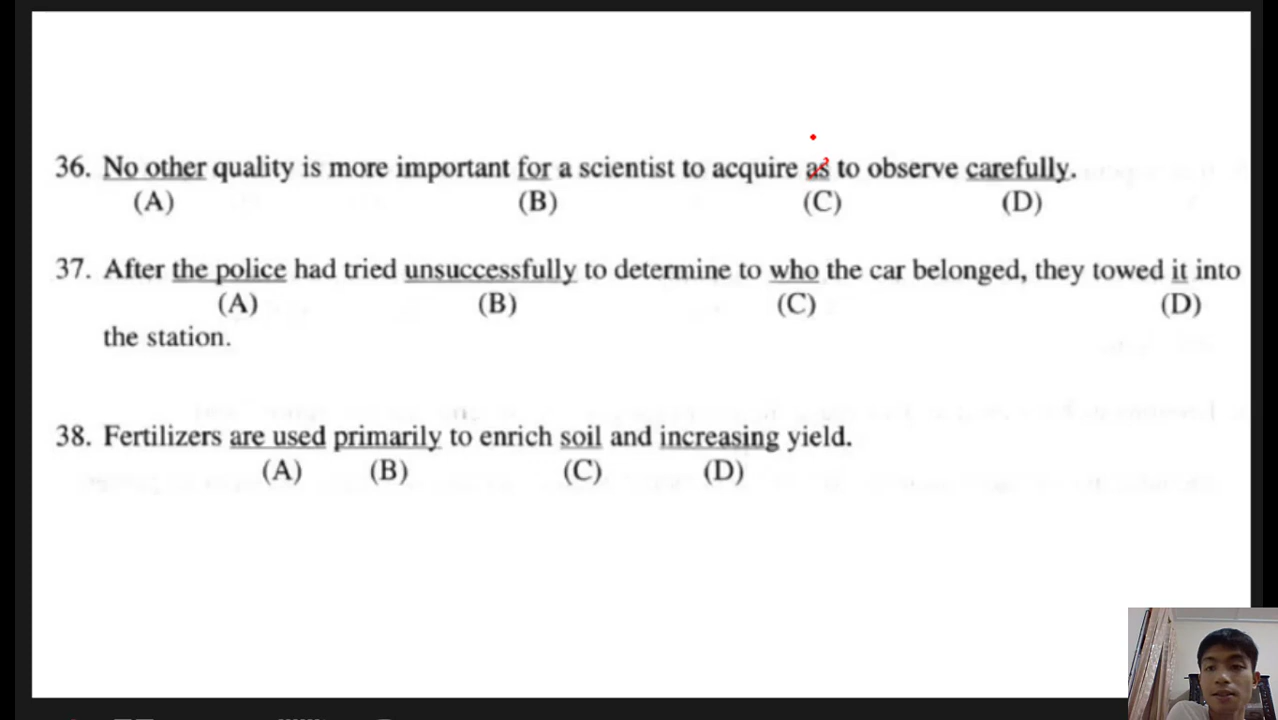 36. No other quality is more important for a scientist to acquire as to observe carefully.
(A) (B) (C) (D)
37. After the police had tried unsuccessfully to determine to who the car belonged, they towed it into
(A) (B) (C) (D)
the station.
38. Fertilizers are used primarily to enrich soil and increasing yield.
(A) (B) (C) (D)